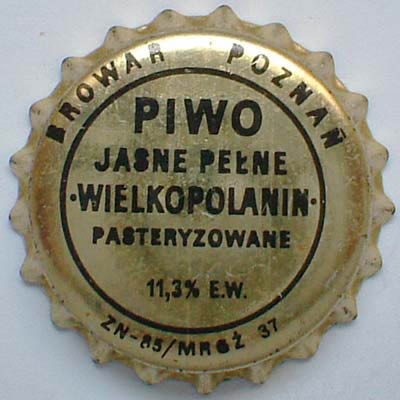 BROWAR POZNAŃ
PIWO
JASNE PEŁNE
·WIELKOPOLANIN·
PASTERYZOWANE
11,3% E.W.
ZN-85/MRGŻ 37